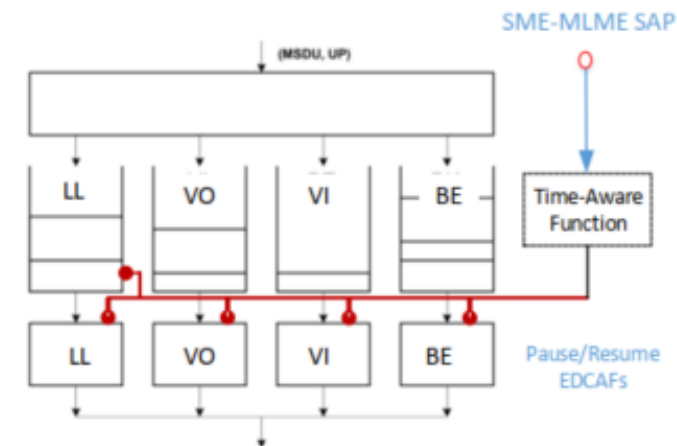 SME-MLME SAP
(MSDU, UP)
LL
VO
VI
BE
Time-Aware
Function
LL
VO
VI
BE
Pause/Resume
EDCAFs